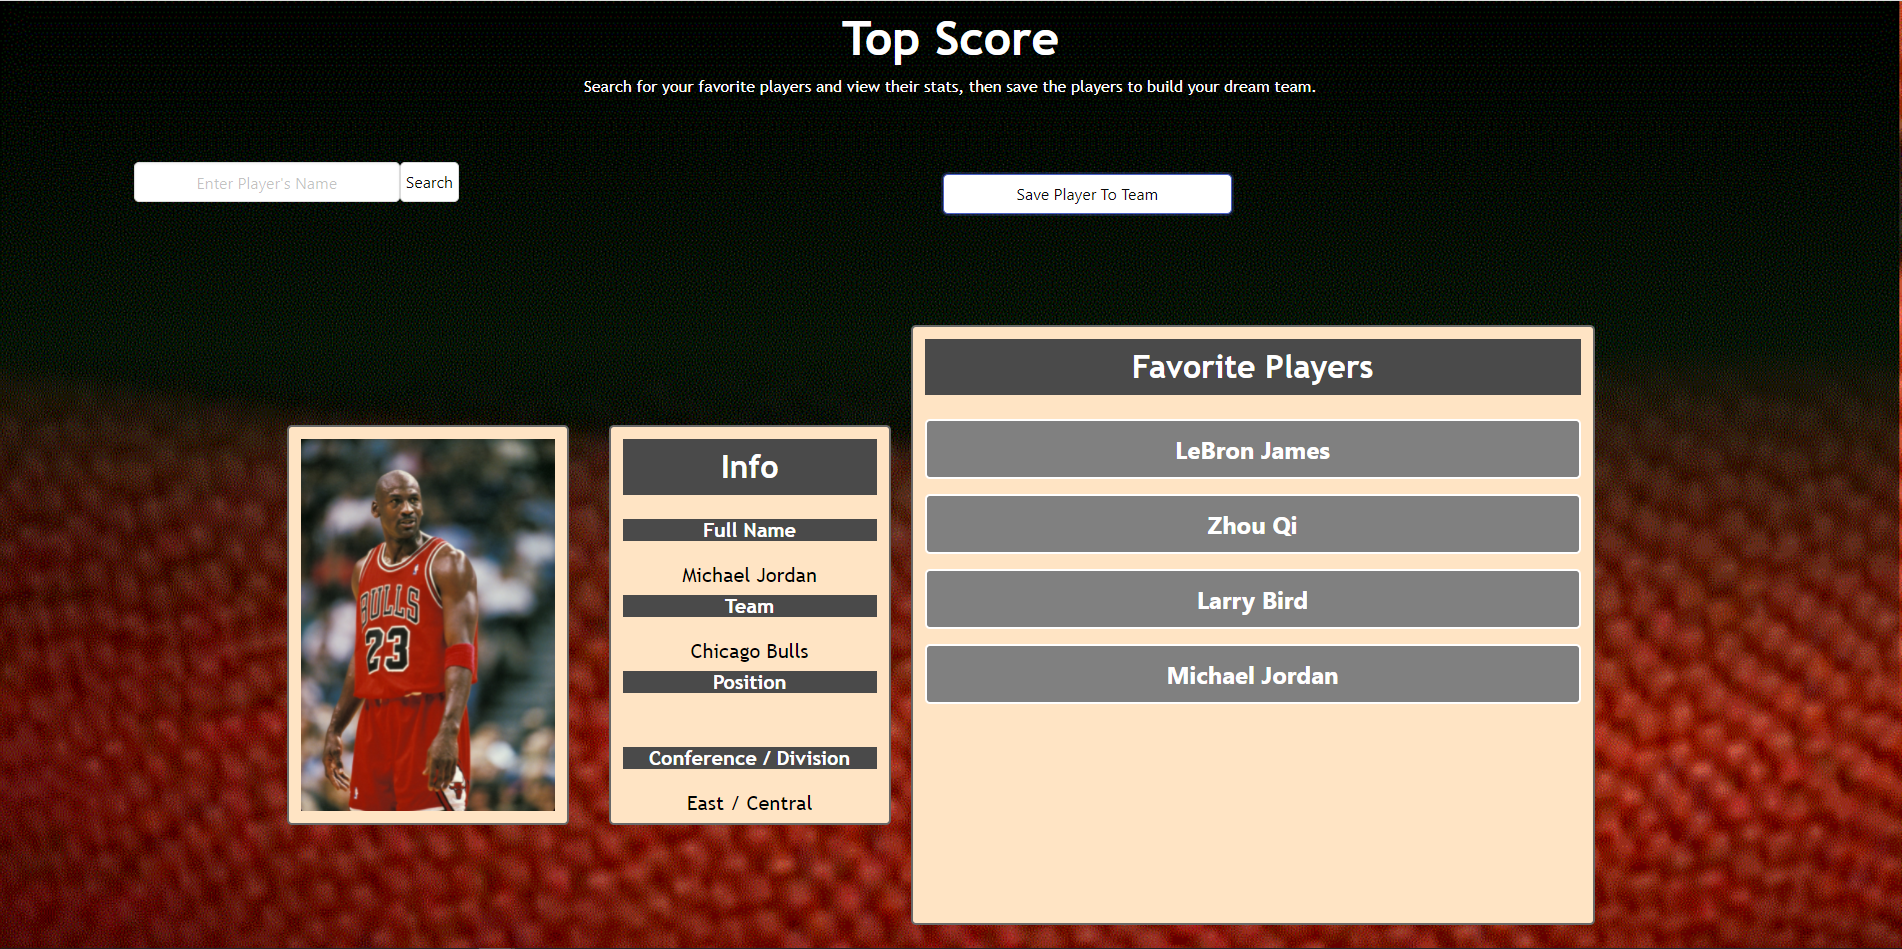 Top Score
Search for your favorite players and view their stats, then save the players to build your dream team.
Enter Player's Name
Search
Save Player To Team
BULLS
23
Info
Full Name
Michael Jordan
Team
Chicago Bulls
Position
Conference / Division
East / Central
Favorite Players
LeBron James
Zhou Qi
Larry Bird
Michael Jordan